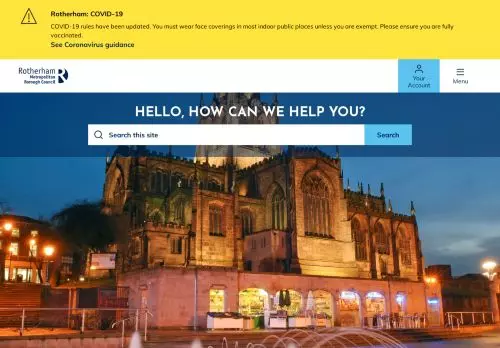 Rotherham: COVID-19
COVID-19 rules have been updated. You must wear face coverings in most indoor public places unless you are exempt. Please ensure you are fully
vaccinated.
See Coronavirus guidance
Rotherham
Metropolitan
Borough Council
Your
Account
Menu
HELLO, HOW CAN WE HELP YOU?
Search this site
Search